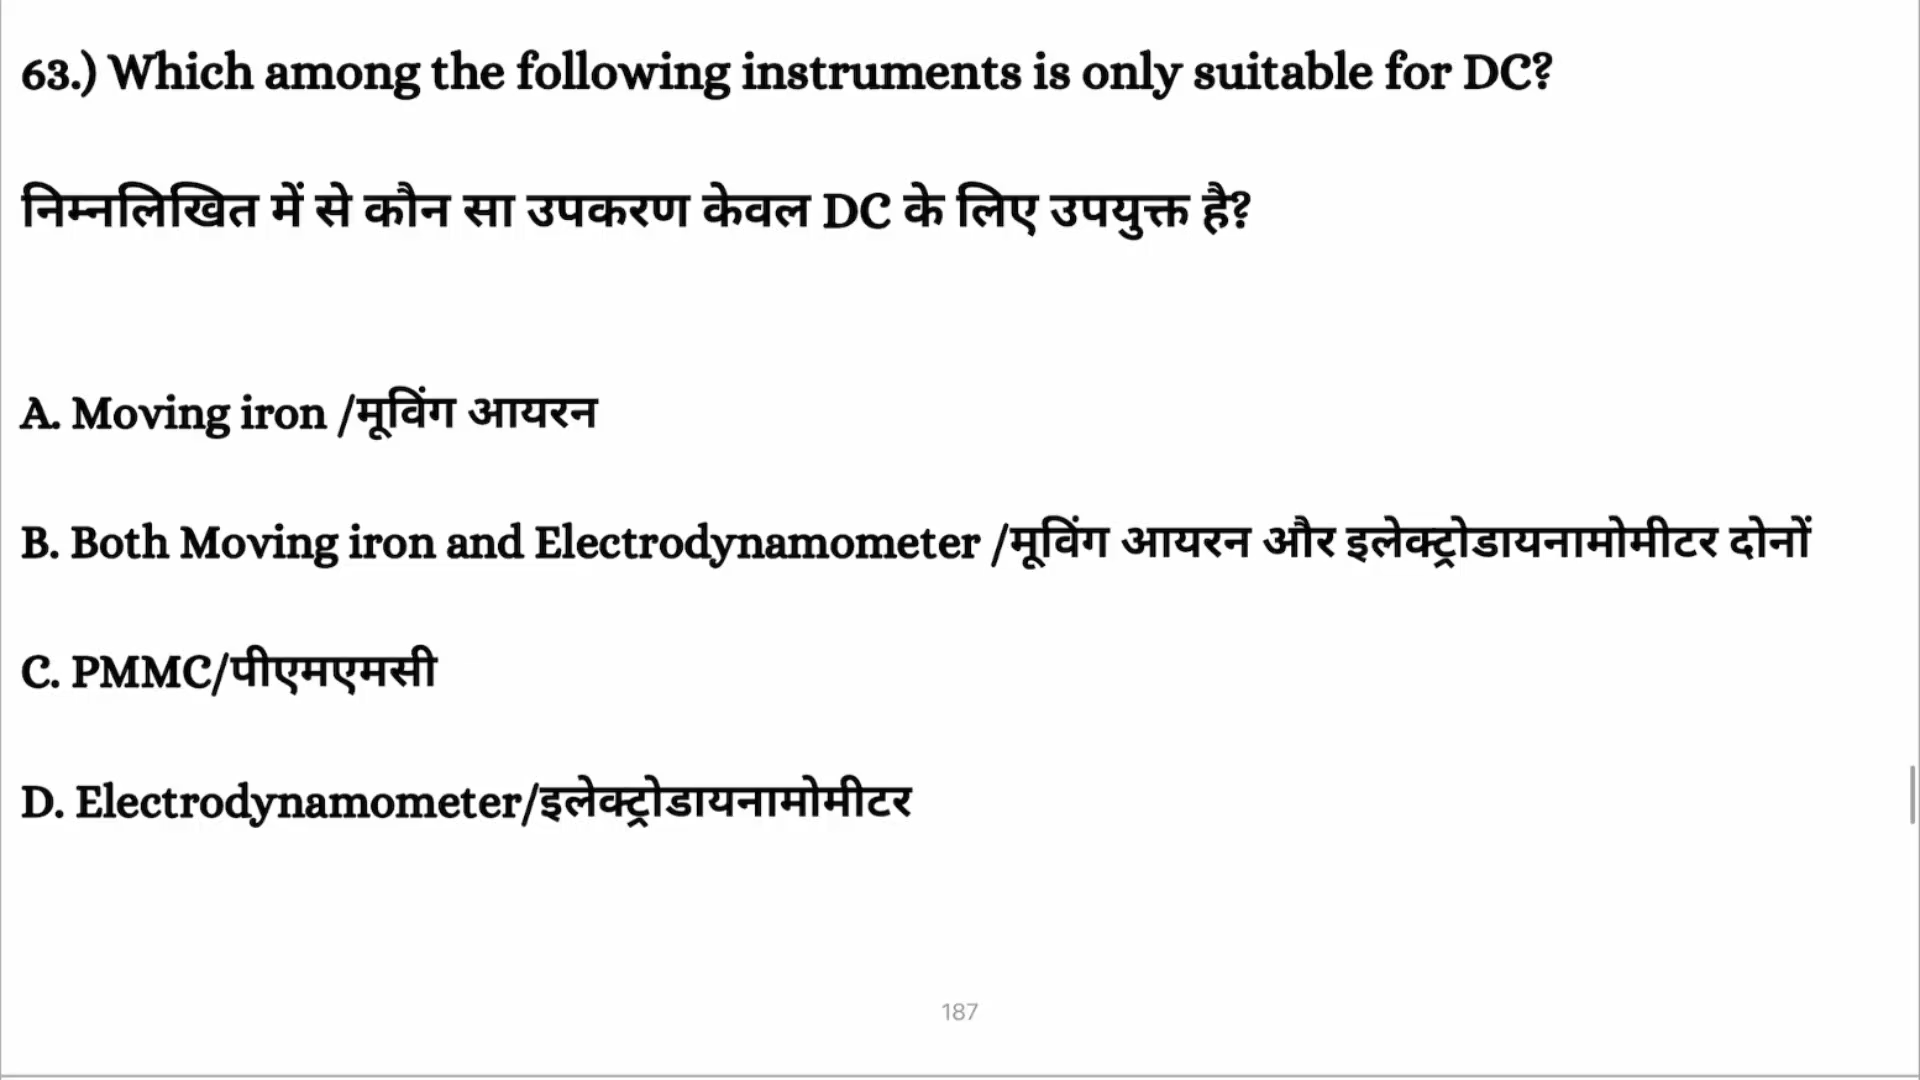 63.) Which among the following instruments is only suitable for DC?
निम्नलिखित में से कौन सा उपकरण केवल DC के लिए उपयुक्त है?
A. Moving iron /मूविंग आयरन
B. Both Moving iron and Electrodynamometer /मूविंग आयरन और इलेक्ट्रोडायनामोमीटर दोनों
C. PMMC/पीएमएमसी
D. Electrodynamometer/इलेक्ट्रोडायनामोमीटर
187